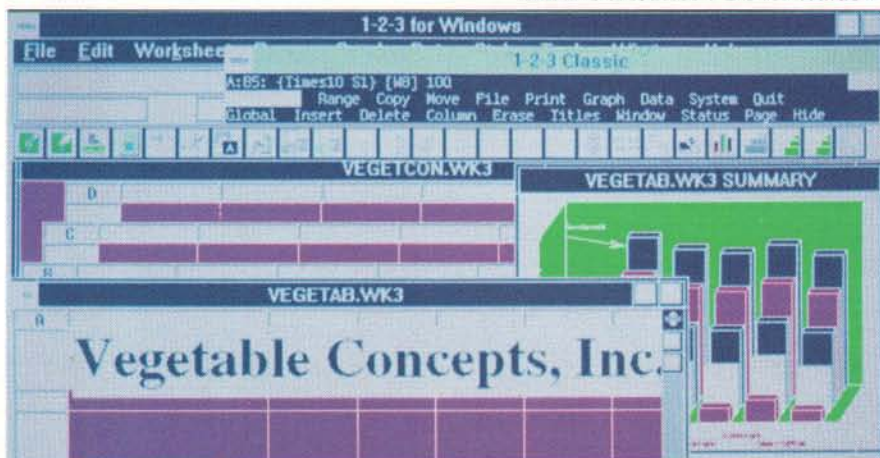 1-2-3 for Windows
File Edit Worksheet
1-2-3 Classic
A:B5: {Times10 S1} [W8] 100
Range Copy Move File Print Graph Data System Quit
Global Insert Delete Column Erase Titles Window Status Page Hide
VEGETCON.WK3
VEGETAB.WK3 SUMMARY
D
C
B
VEGETAB.WK3
A
Vegetable Concepts, Inc.